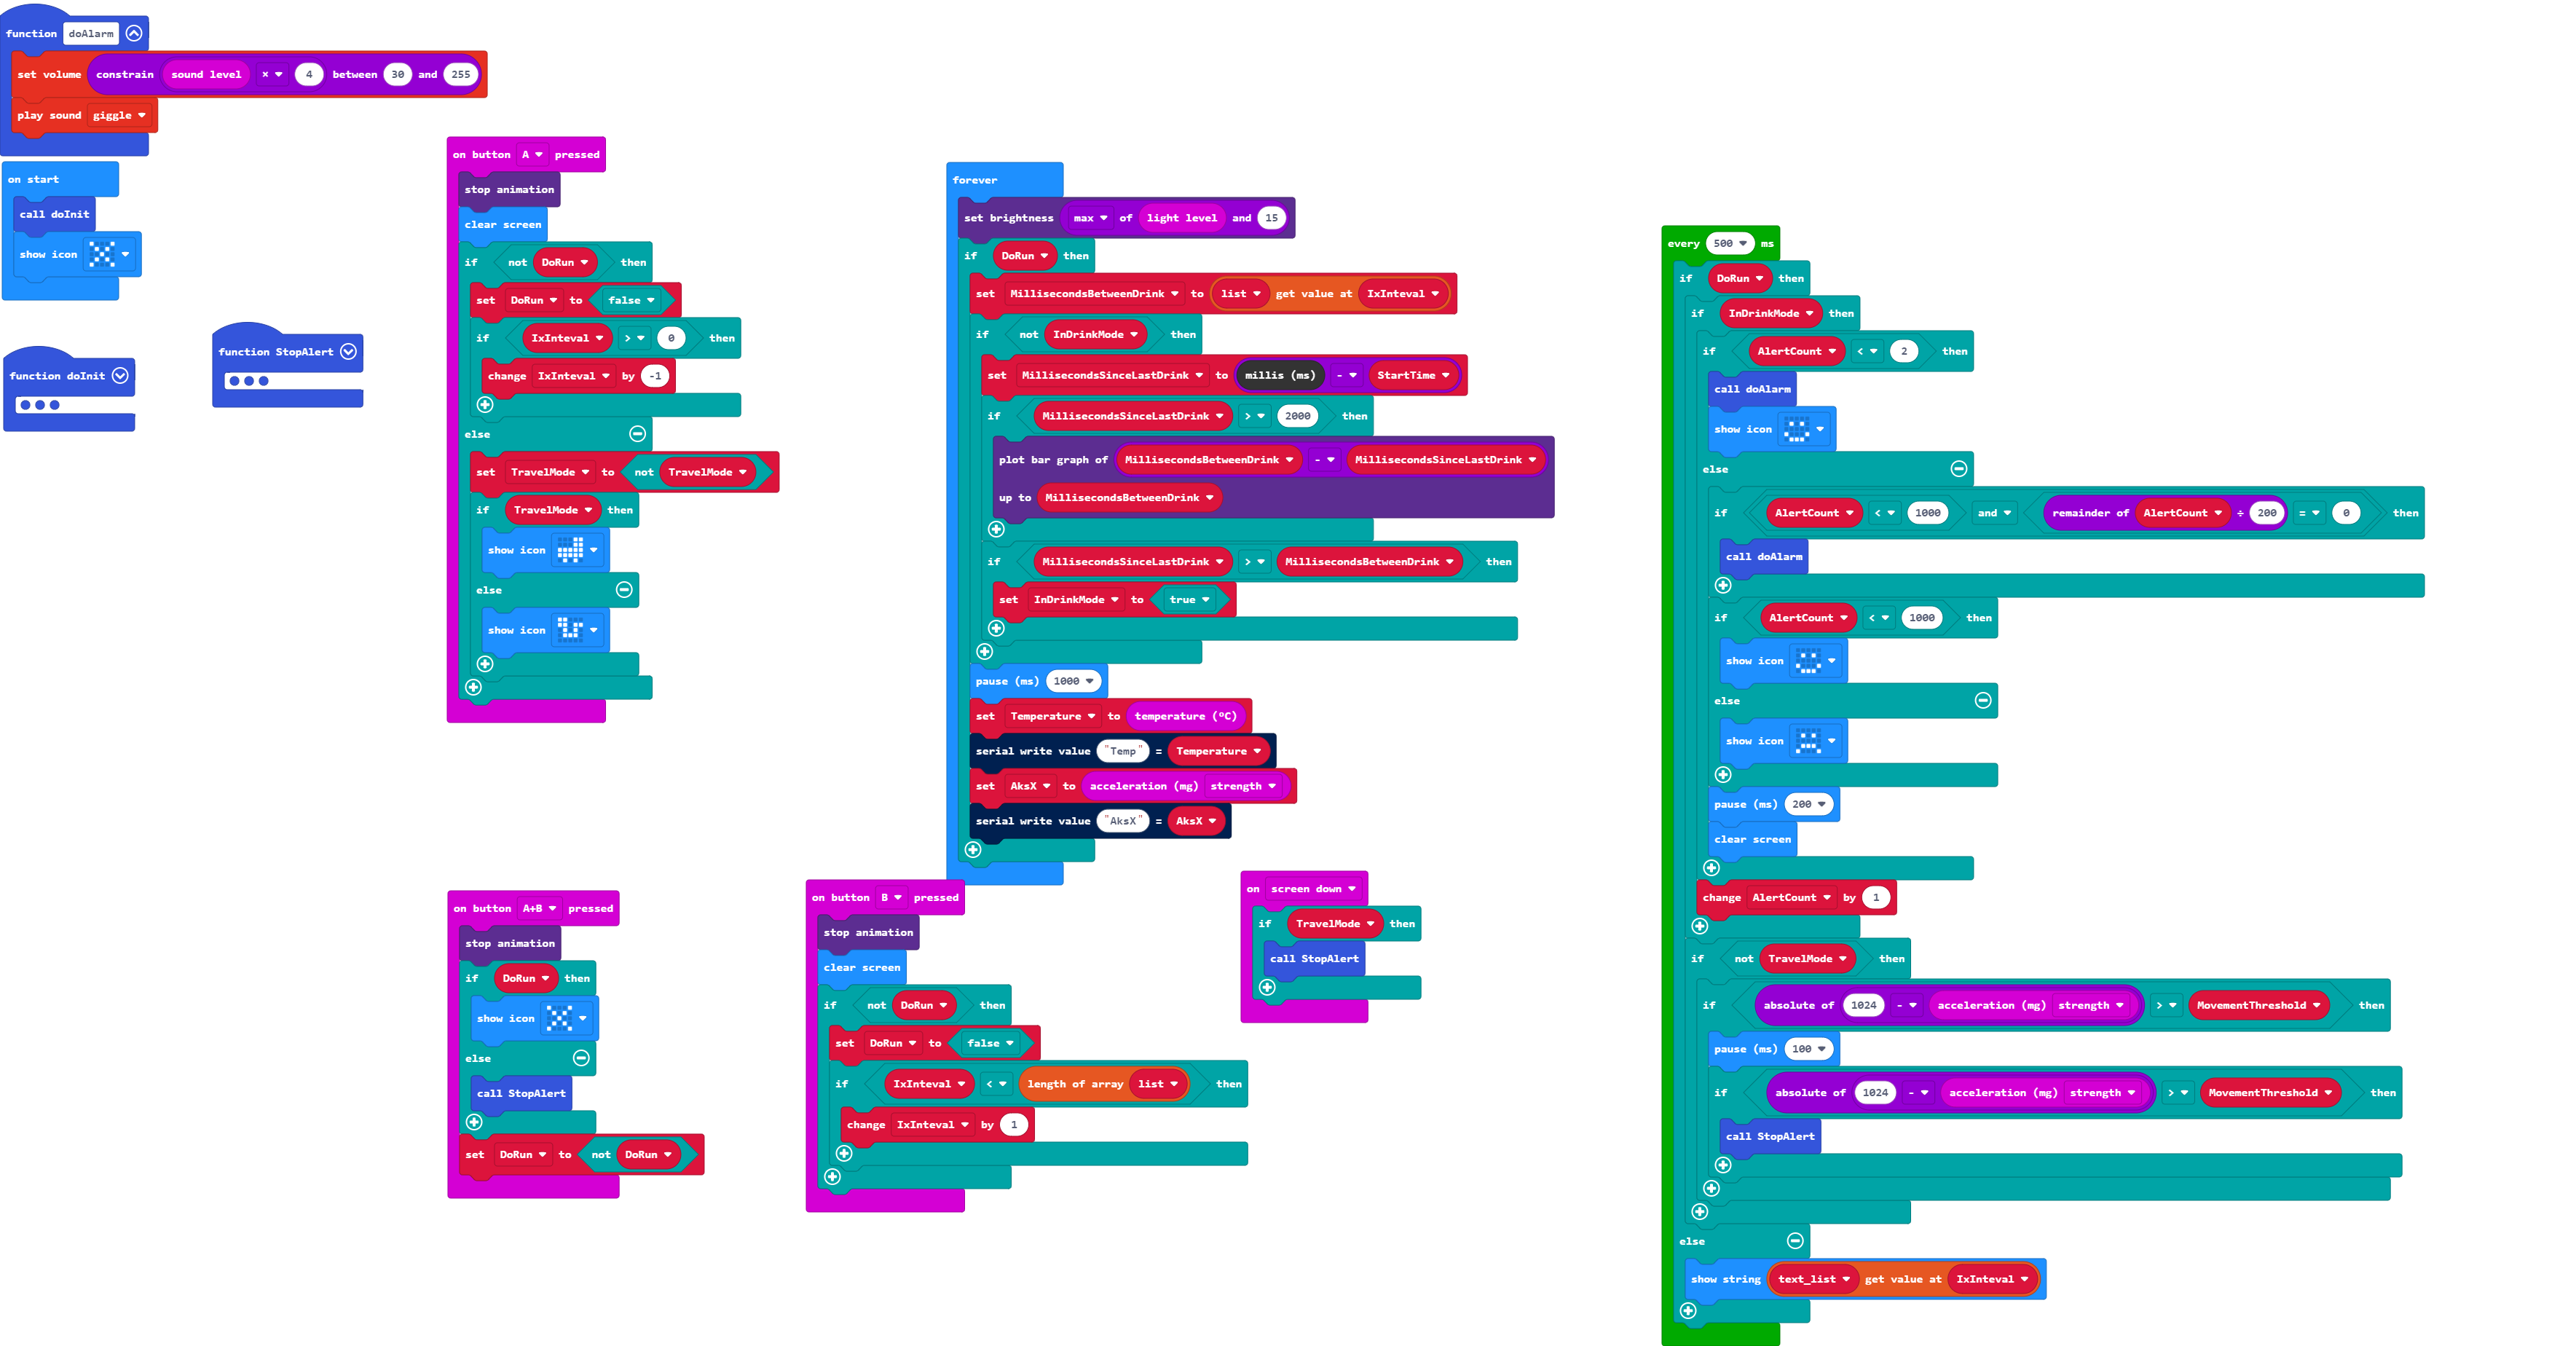 function doAlarm
set volume constrain sound level × 4 between 30 and 255
play sound giggle
on start
call doInit
show icon
function doInit
function StopAlert
on button A pressed
stop animation
clear screen
if not DoRun then
set DoRun to false
if IxInteval > 0 then
change IxInteval by -1
else
set TravelMode to not TravelMode
if TravelMode then
show icon
else
show icon
forever
set brightness max of light level and 15
if DoRun then
set MillisecondsBetweenDrink to list get value at IxInteval
if not InDrinkMode then
set MillisecondsSinceLastDrink to millis (ms) - StartTime
if MillisecondsSinceLastDrink > 2000 then
plot bar graph of MillisecondsBetweenDrink - MillisecondsSinceLastDrink
up to MillisecondsBetweenDrink
if MillisecondsSinceLastDrink > MillisecondsBetweenDrink then
set InDrinkMode to true
pause (ms) 1000
set Temperature to temperature (°C)
serial write value "Temp" = Temperature
set AksX to acceleration (mg) strength
serial write value "AksX" = AksX
on button A+B pressed
stop animation
if DoRun then
show icon
else
call StopAlert
set DoRun to not DoRun
on button B pressed
stop animation
clear screen
if not DoRun then
set DoRun to false
if IxInteval < length of array list then
change IxInteval by 1
on screen down
if TravelMode then
call StopAlert
every 500 ms
if DoRun then
if InDrinkMode then
if AlertCount < 2 then
call doAlarm
show icon
else
if AlertCount < 1000 and remainder of AlertCount ÷ 200 = 0 then
call doAlarm
if AlertCount < 1000 then
show icon
else
show icon
pause (ms) 200
clear screen
change AlertCount by 1
if not TravelMode then
if absolute of 1024 - acceleration (mg) strength > MovementThreshold then
pause (ms) 100
if absolute of 1024 - acceleration (mg) strength > MovementThreshold then
call StopAlert
else
show string text_list get value at IxInteval